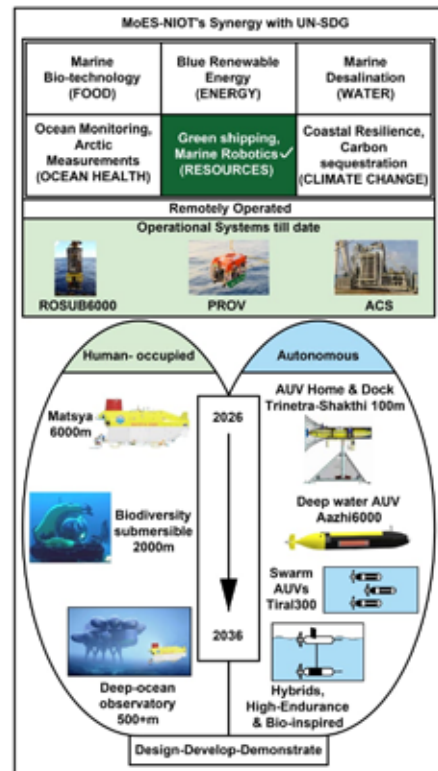 MoES-NIOT's Synergy with UN-SDG
Marine
Bio-technology
(FOOD)
Blue Renewable
Energy
(ENERGY)
Marine
Desalination
(WATER)
Ocean Monitoring,
Arctic
Measurements
(OCEAN HEALTH)
Green shipping,
Marine Robotics ✓
(RESOURCES)
Coastal Resilience,
Carbon
sequestration
(CLIMATE CHANGE)
Remotely Operated
Operational Systems till date
ROSUB6000
PROV
ACS
Human- occupied
Matsya
6000m
Biodiversity
submersible
2000m
Deep-ocean
observatory
500+m
2026
2036
Autonomous
AUV Home & Dock
Trinetra-Shakthi 100m
Deep water AUV
Aazhi6000
Swarm
AUVs
Tiral300
Hybrids,
High-Endurance
& Bio-inspired
Design-Develop-Demonstrate